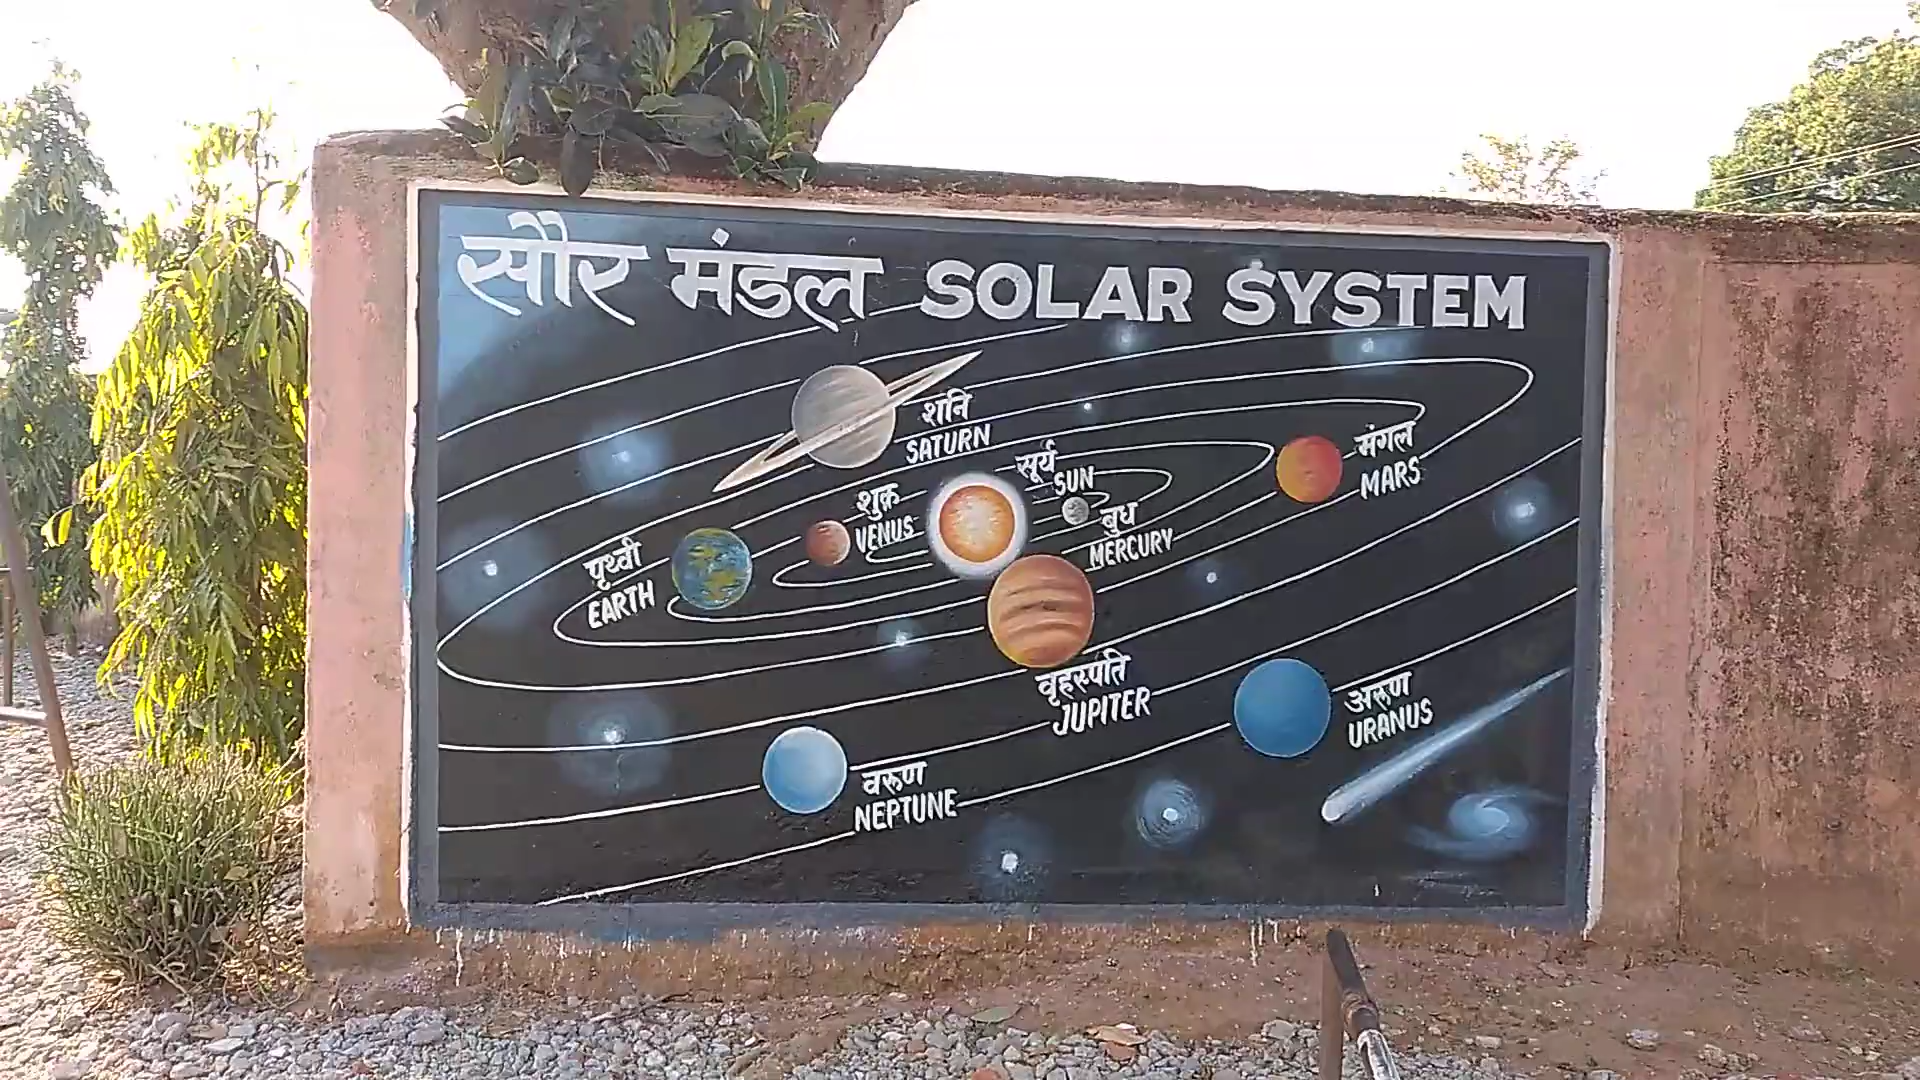 सौर मंडल SOLAR SYSTEM
शनि
SATURN
सूर्य
SUN
मंगल
MARS
शुक्र
VENUS
बुध
MERCURY
पृथ्वी
EARTH
वृहस्पति
JUPITER
अरुण
URANUS
वरुण
NEPTUNE